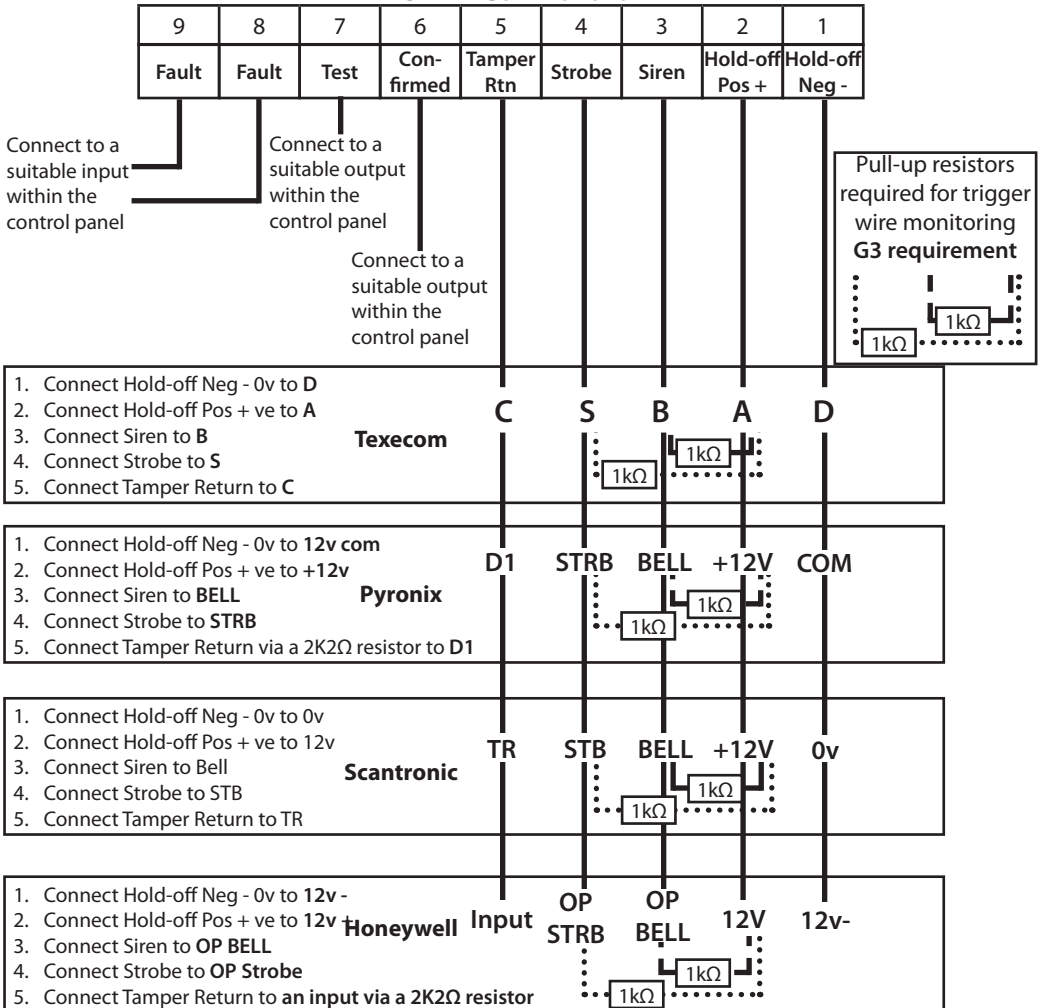 9 8 7 6 5 4 3 2 1
Fault Fault Test Con-firmed Tamper Rtn Strobe Siren Hold-off Pos + Hold-off Neg -
Connect to a
suitable input
within the
control panel
Connect to a
suitable output
within the
control panel
Connect to a
suitable output
within the
control panel
Pull-up resistors
required for trigger
wire monitoring
G3 requirement
1kΩ
1kΩ
1. Connect Hold-off Neg - 0v to D
2. Connect Hold-off Pos + ve to A
3. Connect Siren to B
4. Connect Strobe to S
5. Connect Tamper Return to C
Texecom
C S B A D
1kΩ
1kΩ
1. Connect Hold-off Neg - 0v to 12v com
2. Connect Hold-off Pos + ve to +12v
3. Connect Siren to BELL
4. Connect Strobe to STRB
5. Connect Tamper Return via a 2K2Ω resistor to D1
Pyronix
D1 STRB BELL +12V COM
1kΩ
1kΩ
1. Connect Hold-off Neg - 0v to 0v
2. Connect Hold-off Pos + ve to 12v
3. Connect Siren to Bell
4. Connect Strobe to STB
5. Connect Tamper Return to TR
Scantronic
TR STB BELL +12V 0v
1kΩ
1kΩ
1. Connect Hold-off Neg - 0v to 12v -
2. Connect Hold-off Pos + ve to 12v +
3. Connect Siren to OP BELL
4. Connect Strobe to OP Strobe
5. Connect Tamper Return to an input via a 2K2Ω resistor
Honeywell
Input OP STRB OP BELL 12V 12v-
1kΩ
1kΩ